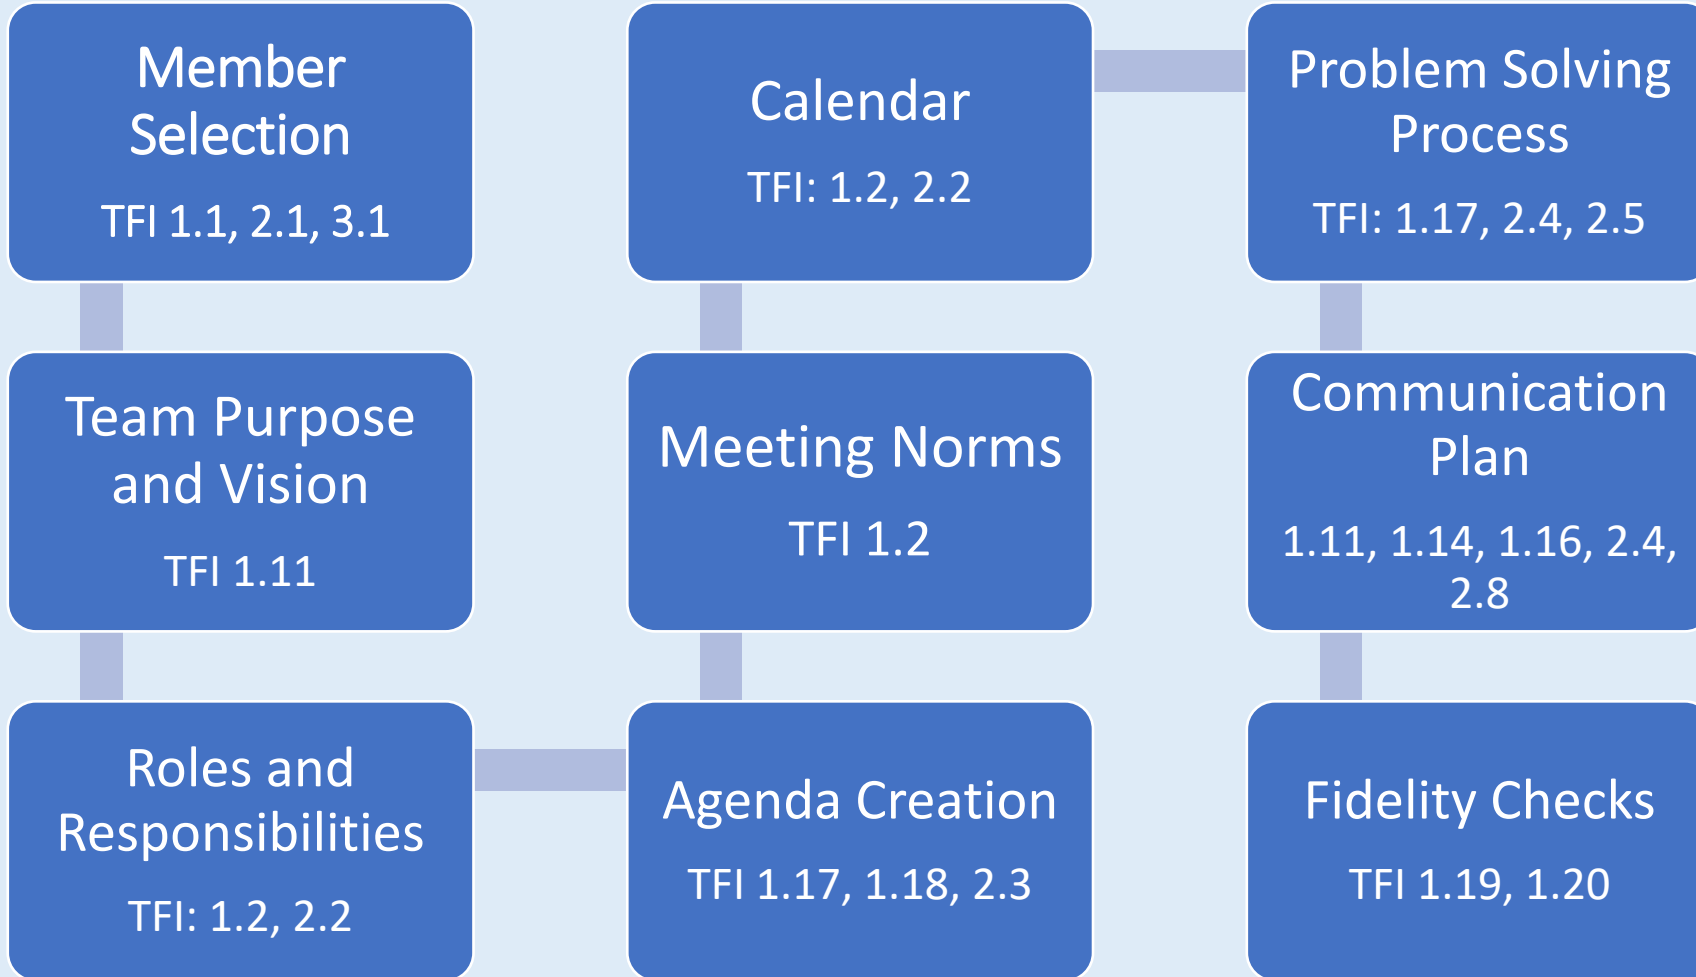 Member
Selection
TFI 1.1, 2.1, 3.1
Team Purpose
and Vision
TFI 1.11
Roles and
Responsibilities
TFI: 1.2, 2.2
Agenda Creation
TFI 1.17, 1.18, 2.3
Meeting Norms
TFI 1.2
Calendar
TFI: 1.2, 2.2
Problem Solving
Process
TFI: 1.17, 2.4, 2.5
Communication
Plan
1.11, 1.14, 1.16, 2.4,
2.8
Fidelity Checks
TFI 1.19, 1.20